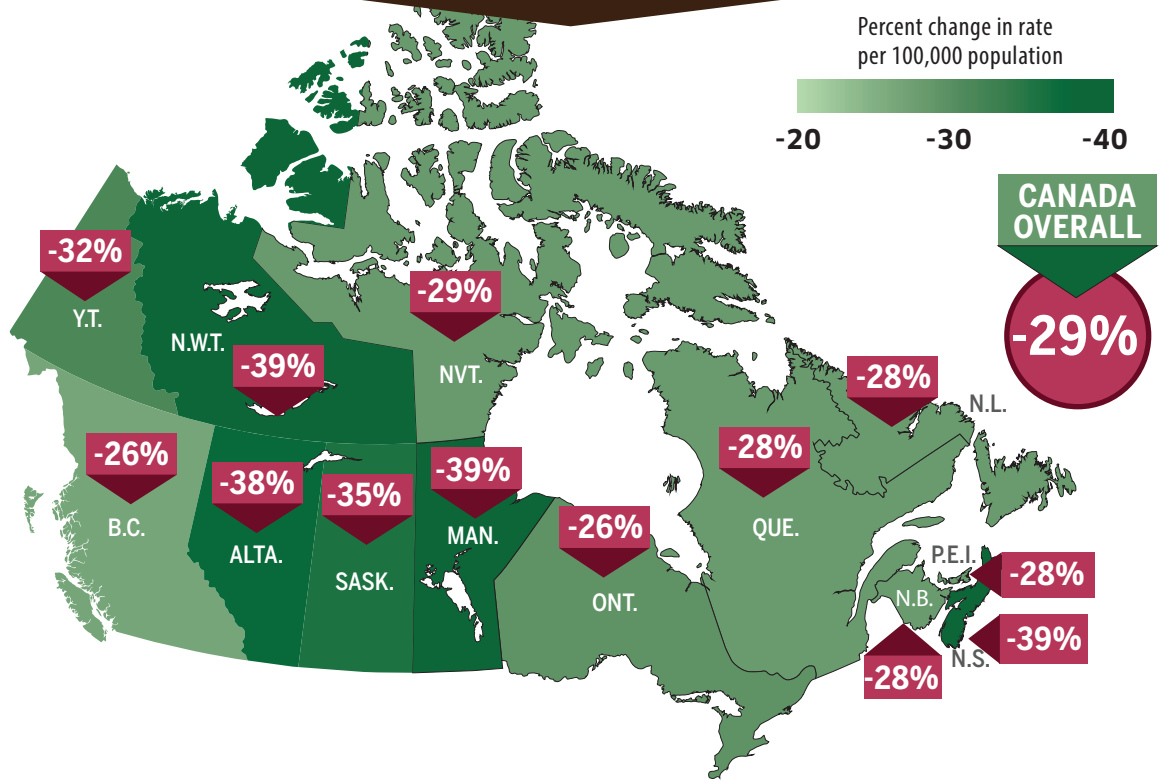 Percent change in rate
per 100,000 population
-20
-30
-40
CANADA
OVERALL
-29%
-32%
Y.T.
N.W.T.
-39%
-29%
NVT.
-28%
N.L.
-26%
B.C.
-38%
ALTA.
-35%
SASK.
-39%
MAN.
-26%
ONT.
-28%
QUE.
P.E.I.
-28%
N.B.
-28%
N.S.
-39%